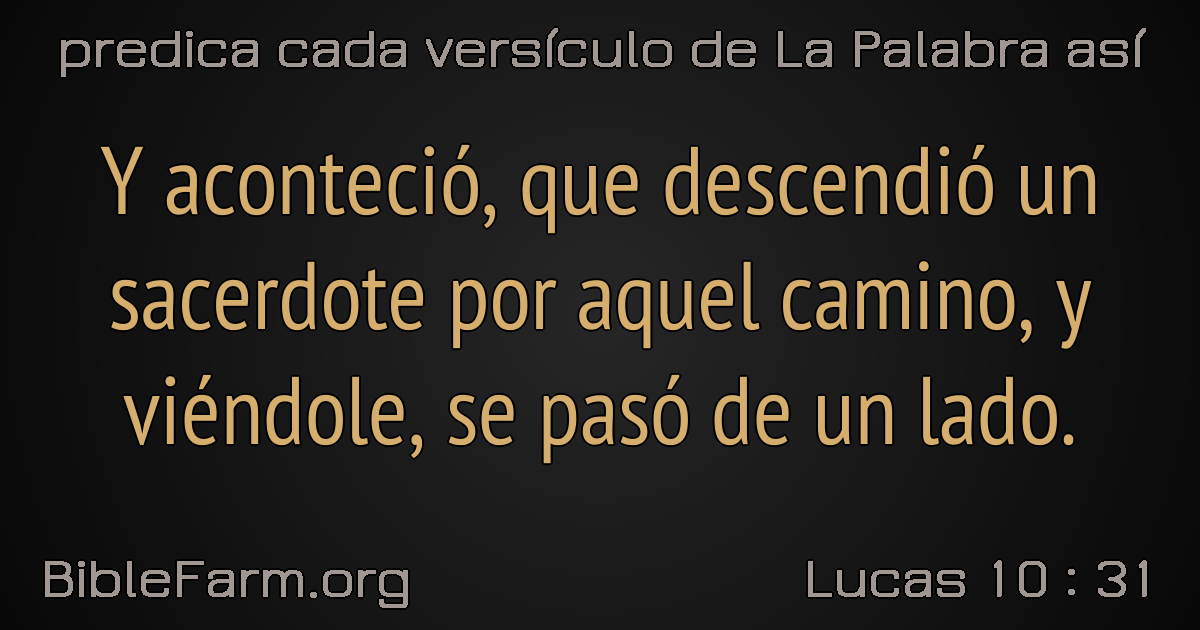 predica cada versículo de La Palabra así
Y aconteció, que descendió un
sacerdote por aquel camino, y
viéndole, se pasó de un lado.
BibleFarm.org
Lucas 10 : 31